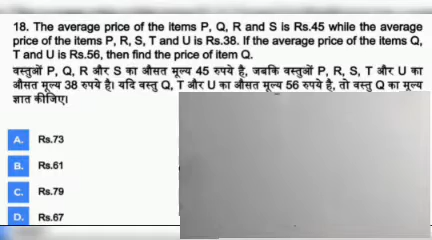 18. The average price of the items P, Q, R and S is Rs.45 while the average
price of the items P, R, S, T and U is Rs.38. If the average price of the items Q,
T and U is Rs.56, then find the price of item Q.
वस्तुओं P, Q, R और S का औसत मूल्य 45 रुपये है, जबकि वस्तुओं P, R, S, T और U का
औसत मूल्य 38 रुपये है। यदि वस्तु Q, T और U का औसत मूल्य 56 रुपये है, तो वस्तु Q का मूल्य
ज्ञात कीजिए।
A. Rs.73
B. Rs.61
C. Rs.79
D. Rs.67